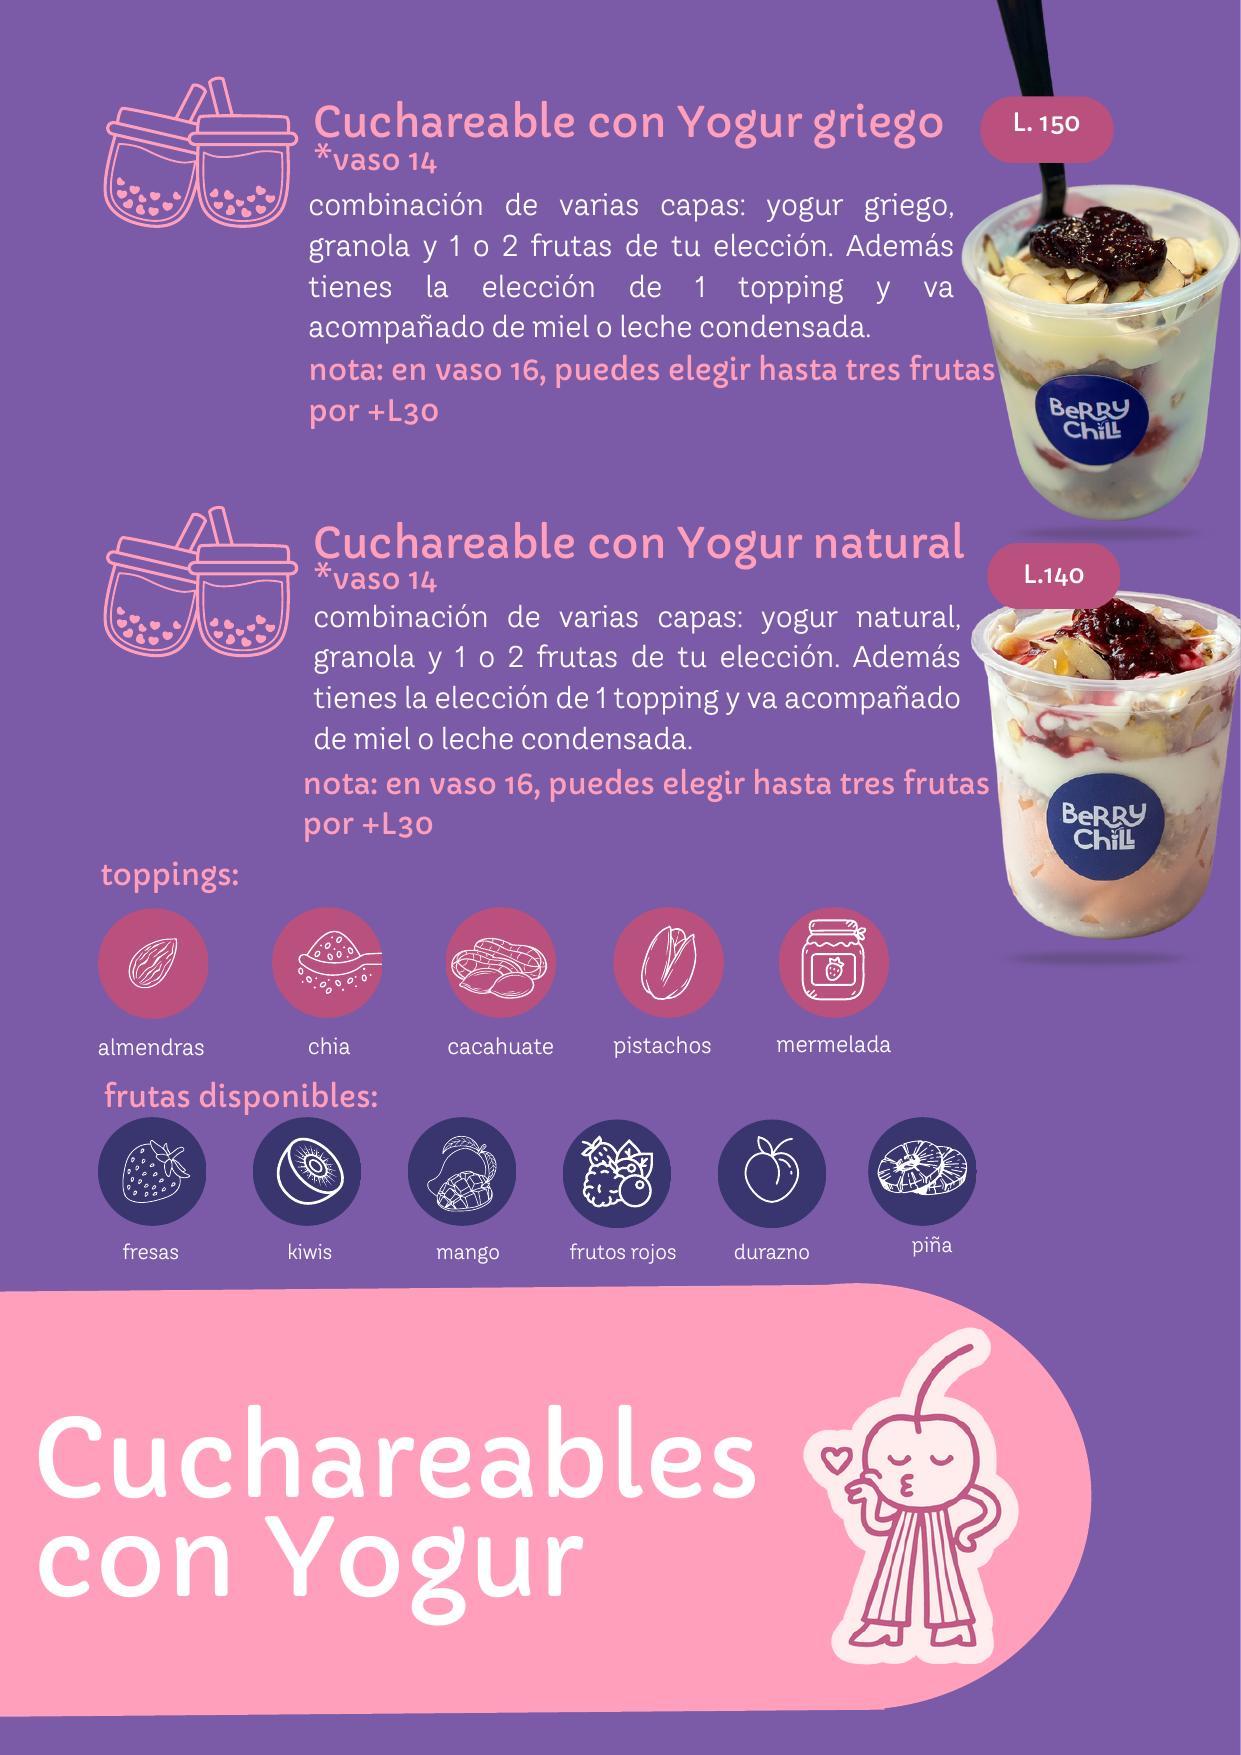 Cuchareable con Yogur griego
L. 150
*vaso 14
combinación de varias capas: yogur griego,
granola y 1 o 2 frutas de tu elección. Además
tienes la elección de 1 topping y va
acompañado de miel o leche condensada.
nota: en vaso 16, puedes elegir hasta tres frutas
por +L30
BeRRy
Chill
Cuchareable con Yogur natural
L.140
*vaso 14
combinación de varias capas: yogur natural,
granola y 1 o 2 frutas de tu elección. Además
tienes la elección de 1 topping y va acompañado
de miel o leche condensada.
nota: en vaso 16, puedes elegir hasta tres frutas
por +L30
BeRRy
Chill
toppings:
almendras
chia
cacahuate
pistachos
mermelada
frutas disponibles:
fresas
kiwis
mango
frutos rojos
durazno
piña
Cuchareables
con Yogur